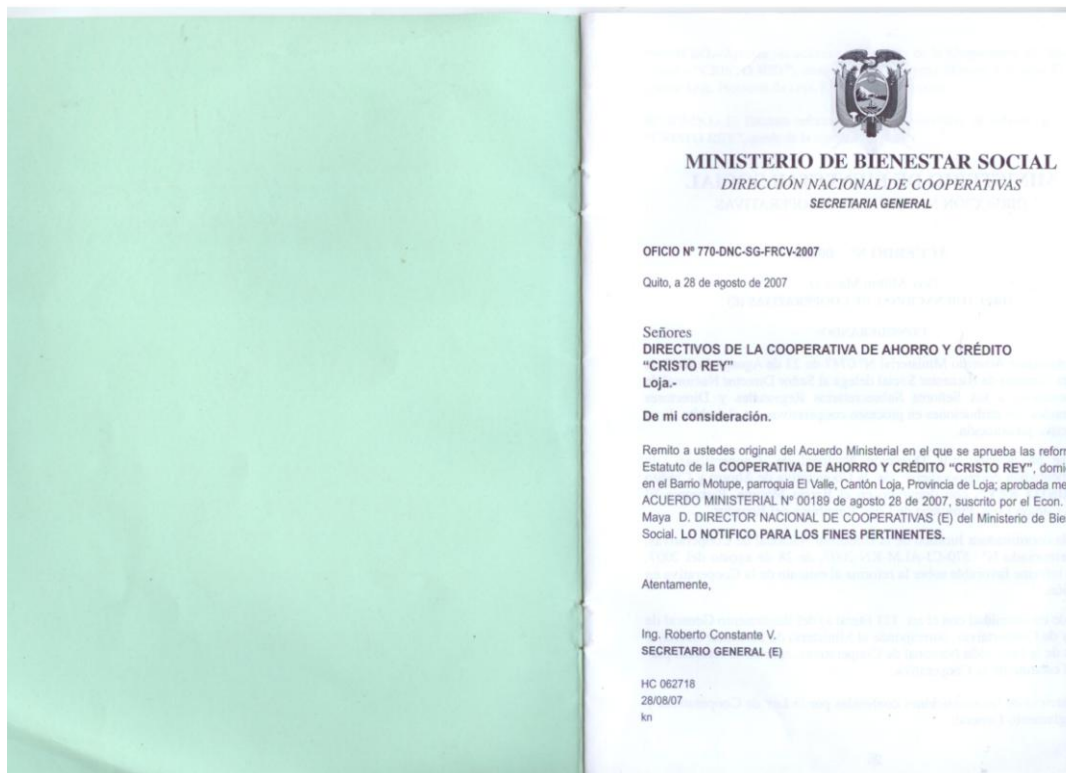 MINISTERIO DE BIENESTAR SOCIAL
DIRECCIÓN NACIONAL DE COOPERATIVAS
SECRETARIA GENERAL
OFICIO Nº 770-DNC-SG-FRCV-2007
Quito, a 28 de agosto de 2007
Señores
DIRECTIVOS DE LA COOPERATIVA DE AHORRO Y CRÉDITO
“CRISTO REY”
Loja.-
De mi consideración.
Remito a ustedes original del Acuerdo Ministerial en el que se aprueba las refor
Estatuto de la COOPERATIVA DE AHORRO Y CRÉDITO “CRISTO REY”, domi
en el Barrio Motupe, parroquia El Valle, Cantón Loja, Provincia de Loja; aprobada me
ACUERDO MINISTERIAL Nº 00189 de agosto 28 de 2007, suscrito por el Econ.
Maya D. DIRECTOR NACIONAL DE COOPERATIVAS (E) del Ministerio de Bie
Social. LO NOTIFICO PARA LOS FINES PERTINENTES.
Atentamente,
Ing. Roberto Constante V.
SECRETARIO GENERAL (E)
HC 062718
28/08/07
kn